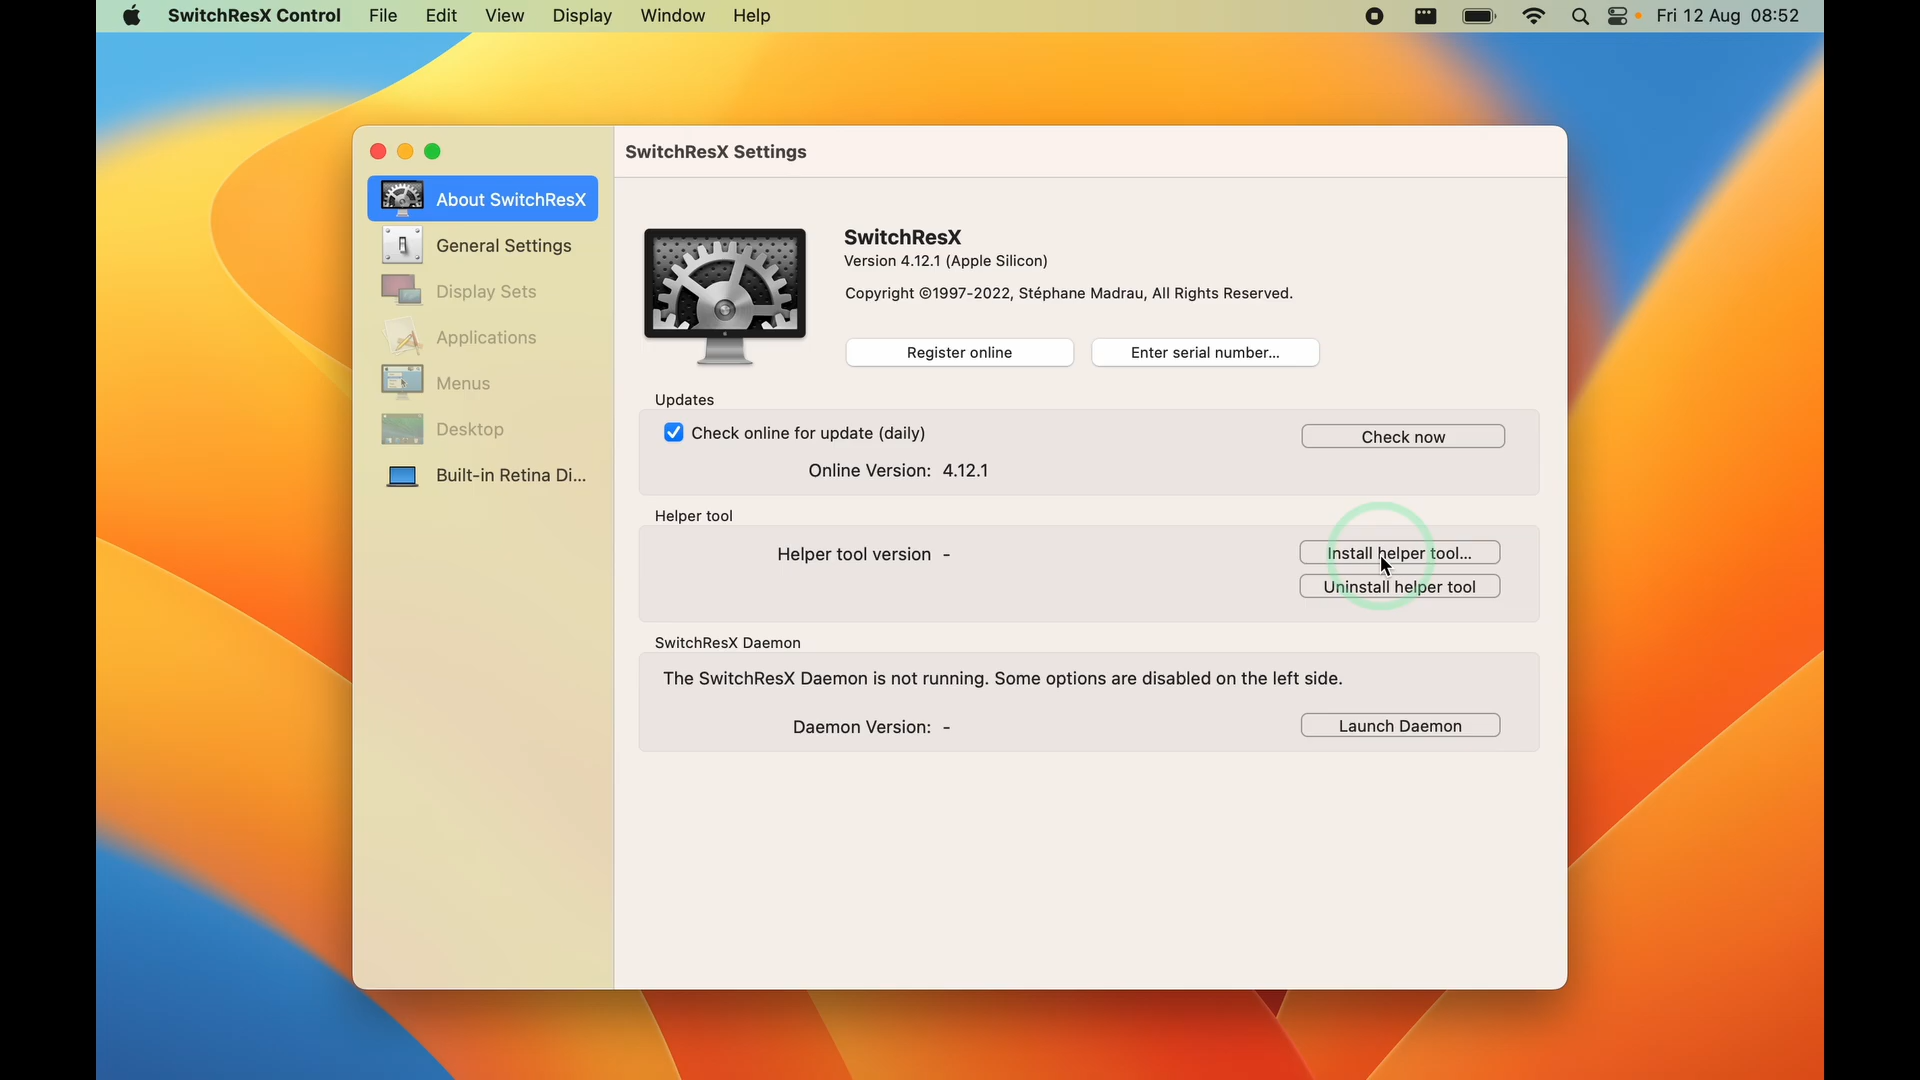 SwitchResX Control File Edit View Display Window Help Fri 12 Aug 08:52
SwitchResX Settings
About SwitchResX
General Settings
Display Sets
Applications
Menus
Desktop
Built-in Retina Di...
SwitchResX
Version 4.12.1 (Apple Silicon)
Copyright ©1997-2022, Stéphane Madrau, All Rights Reserved.
Register online Enter serial number...
Updates
Check online for update (daily) Check now
Online Version: 4.12.1
Helper tool
Helper tool version - Install helper tool...
Uninstall helper tool
SwitchResX Daemon
The SwitchResX Daemon is not running. Some options are disabled on the left side.
Daemon Version: - Launch Daemon